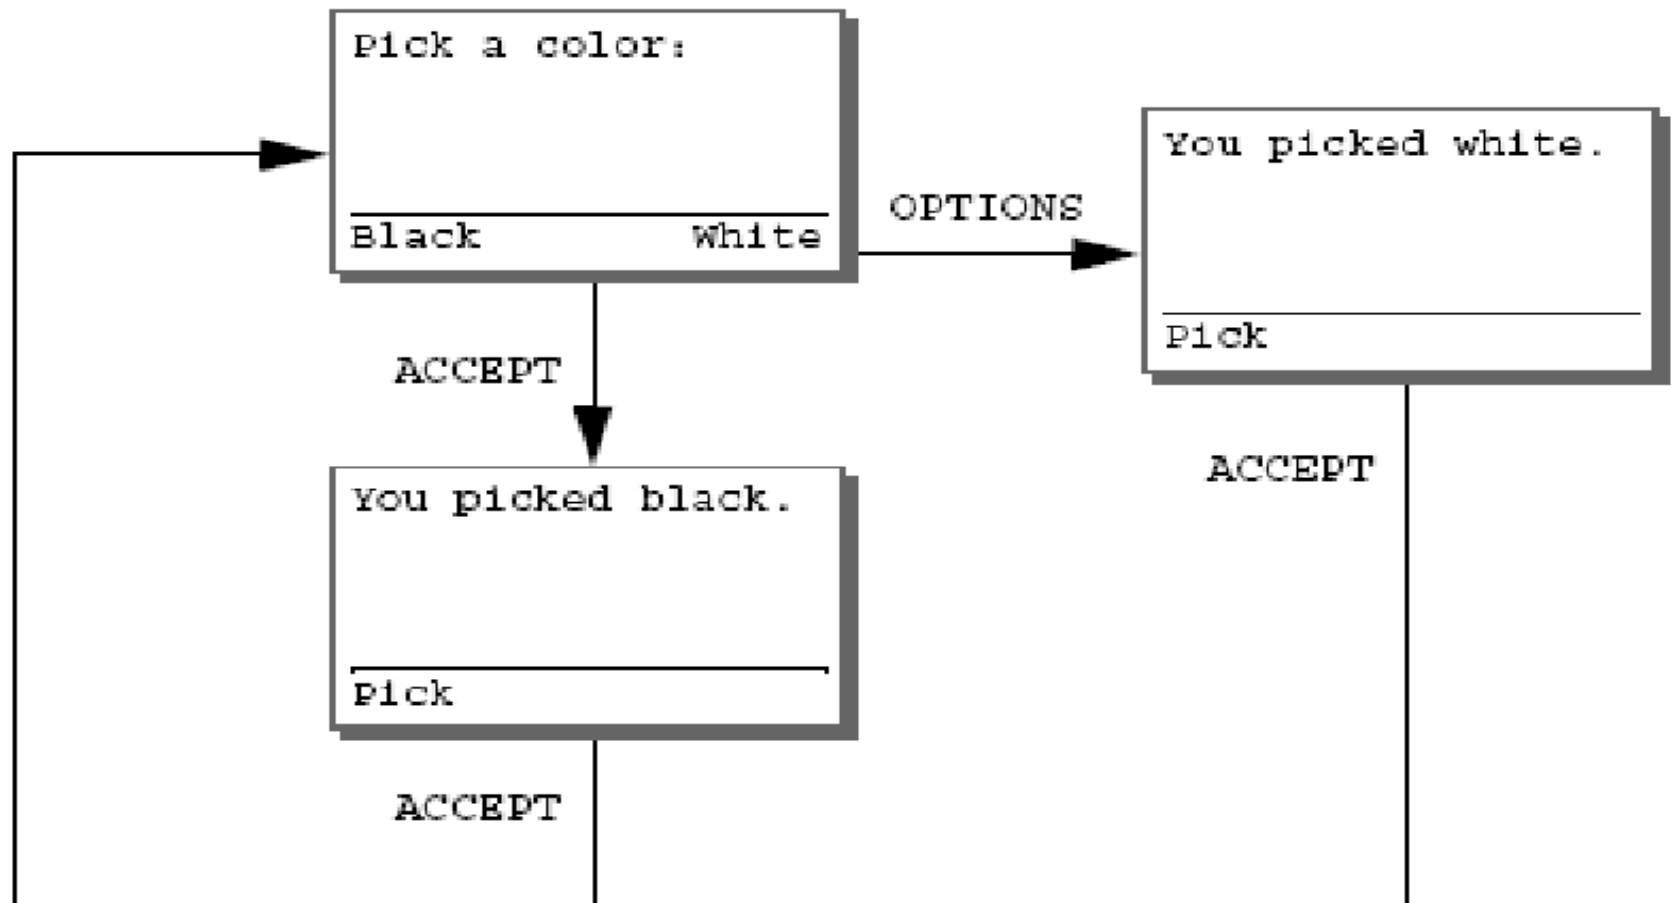 Pick a color:
Black White
OPTIONS
You picked white.
Pick
ACCEPT
You picked black.
Pick
ACCEPT
ACCEPT